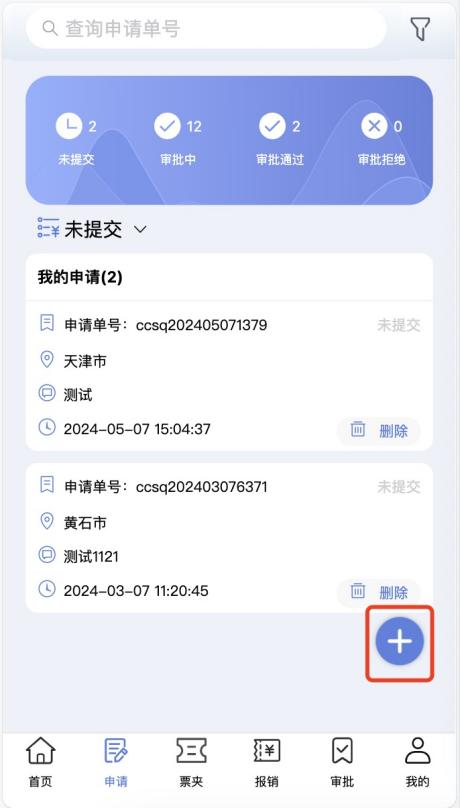 查询申请单号
2 12 2 0
未提交 审批中 审批通过 审批拒绝
未提交
我的申请(2)
申请单号：ccsq202405071379 未提交
天津市
测试
2024-05-07 15:04:37 删除
申请单号：ccsq202403076371 未提交
黄石市
测试1121
2024-03-07 11:20:45 删除
首页 申请 票夹 报销 审批 我的